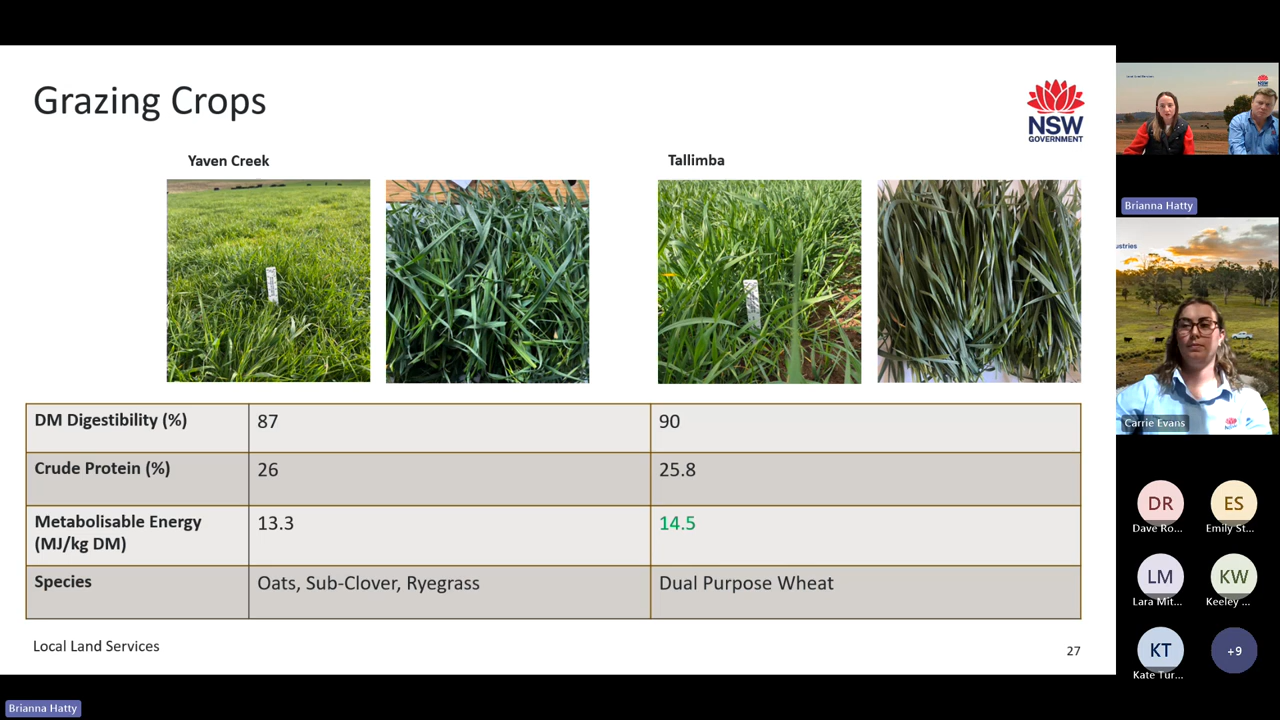 Grazing Crops
NSW
GOVERNMENT
Yaven Creek
Tallimba
DM Digestibility (%)
87
90
Crude Protein (%)
26
25.8
Metabolisable Energy
(MJ/kg DM)
13.3
14.5
Species
Oats, Sub-Clover, Ryegrass
Dual Purpose Wheat
Local Land Services
27
Brianna Hatty
ustries
Carrie Evans
DR
ES
Dave Ro...
Emily St...
LM
KW
Lara Mit...
Keeley ...
KT
+9
Kate Tur...
Brianna Hatty